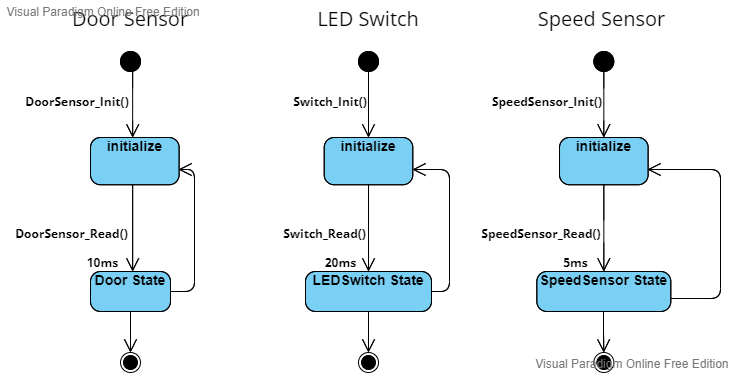 Visual Paradigm Online Free Edition
Door Sensor
LED Switch
Speed Sensor
DoorSensor_Init()
Switch_Init()
SpeedSensor_Init()
initialize
initialize
initialize
DoorSensor_Read()
Switch_Read()
SpeedSensor_Read()
10ms
20ms
5ms
Door State
LEDSwitch State
SpeedSensor State
Visual Paradigm Online Free Edition